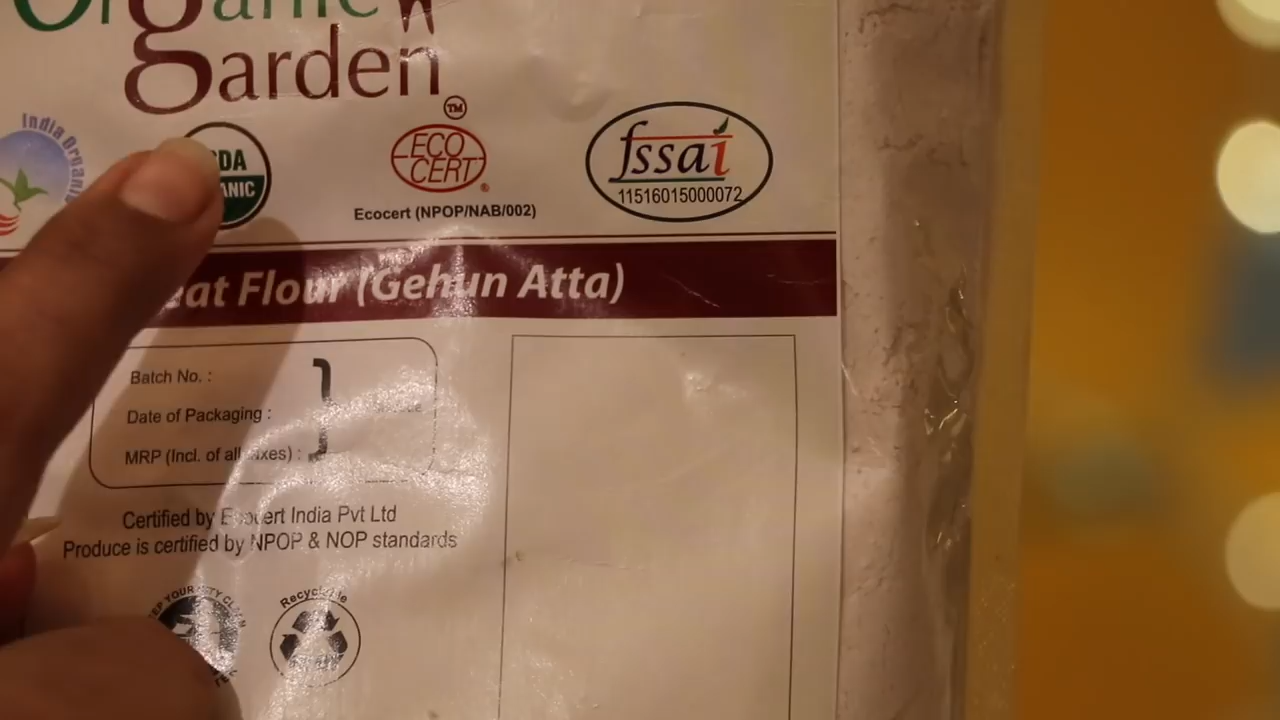 Organic
garden
TM
India Organic
ECO
CERT
fssai
11516015000072
Ecocert (NPOP/NAB/002)
Flour (Gehun Atta)
Batch No. :
Date of Packaging :
MRP (Incl. of all :
Certified by Ecocert India Pvt Ltd
Produce is certified by NPOP & NOP standards
Recyclable